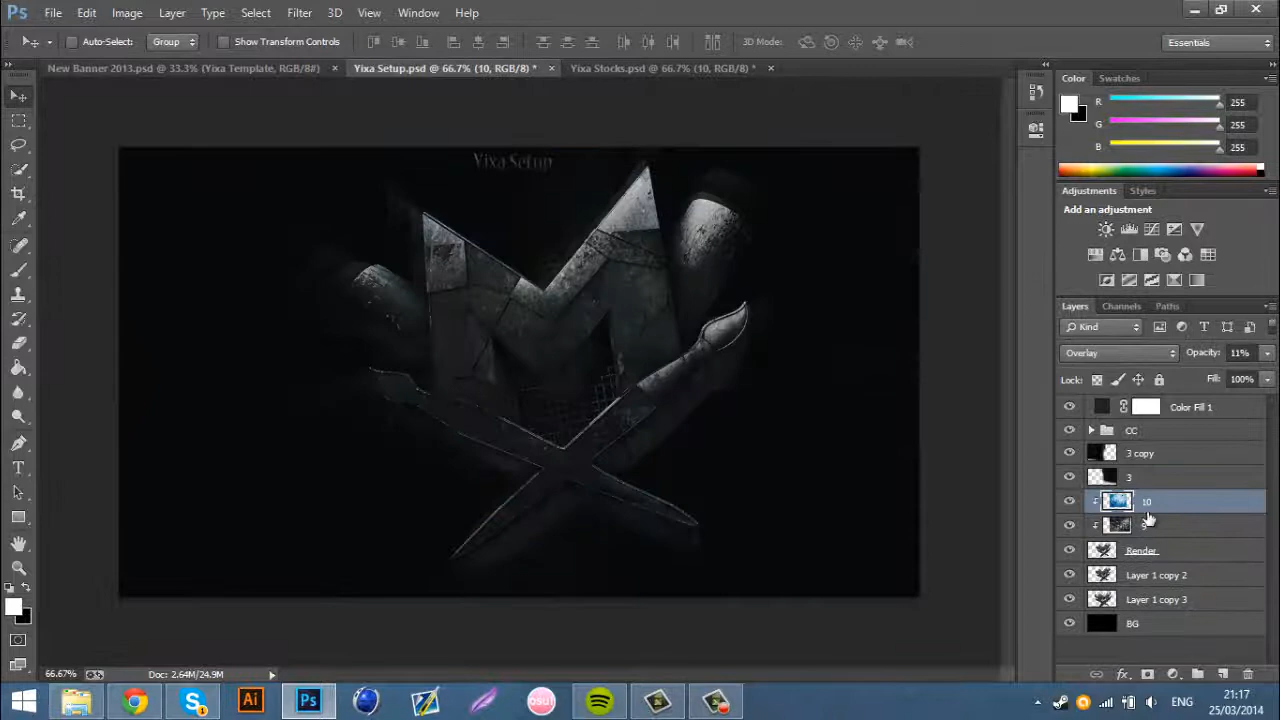 Ps File Edit Image Layer Type Select Filter 3D View Window Help
Auto-Select: Group Show Transform Controls 3D Mode: Essentials
New Banner 2013.psd @ 33.3% (Yixa Template, RGB/8#) × Yixa Setup.psd @ 66.7% (10, RGB/8) * × Yixa Stocks.psd @ 66.7% (10, RGB/8) * ×
Color Swatches
R 255
G 255
B 255
Yixa Setup
Adjustments Styles
Add an adjustment
Layers Channels Paths
Kind
Overlay Opacity: 11%
Lock: Fill: 100%
Color Fill 1
CC
3 copy
3
10
Render
Layer 1 copy 2
Layer 1 copy 3
BG
66.67% Doc: 2.64M/24.9M
Ai Ps osu! ENG 21:17
25/03/2014